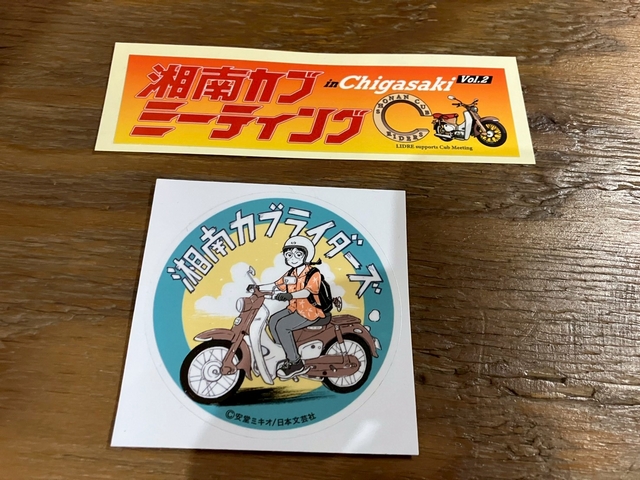 湘南カブ in Chigasaki Vol.2
ミーティング
SHONAN CUB
RIDERS
LIDRE supports Cub Meeting
湘南カブライダーズ
©安堂ミキオ/日本文芸社